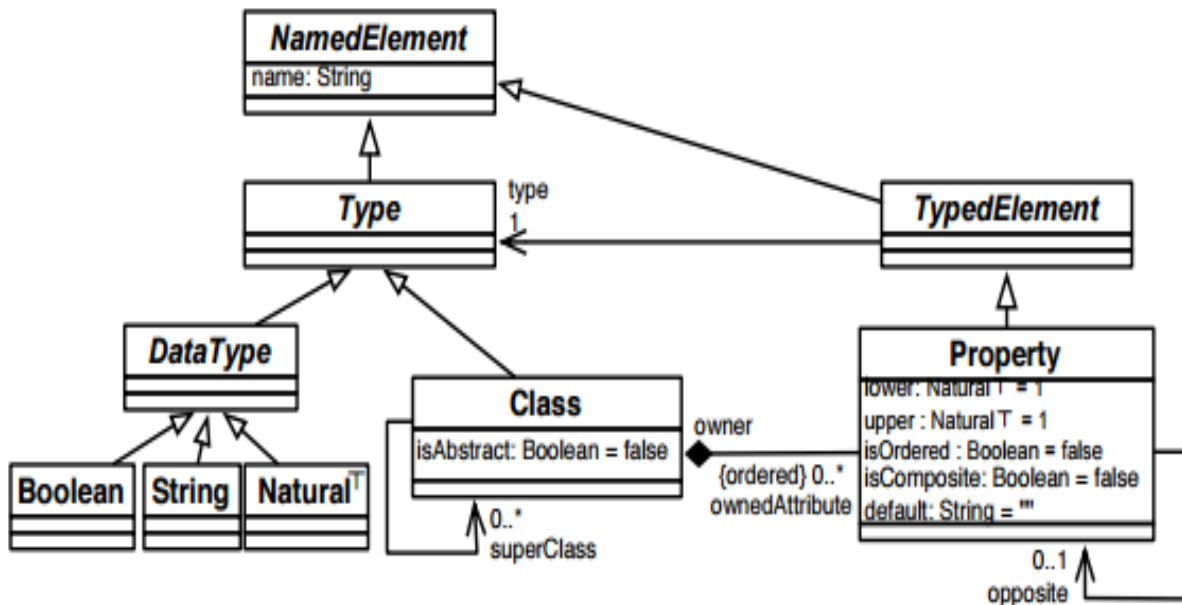 NamedElement
name: String
type
1
Type
TypedElement
DataType
Boolean
String
Natural⊤
Class
isAbstract: Boolean = false
0..*
superClass
owner
{ordered} 0..*
ownedAttribute
Property
lower: Natural⊤ = 1
upper : Natural⊤ = 1
isOrdered : Boolean = false
isComposite: Boolean = false
default: String = ""
0..1
opposite